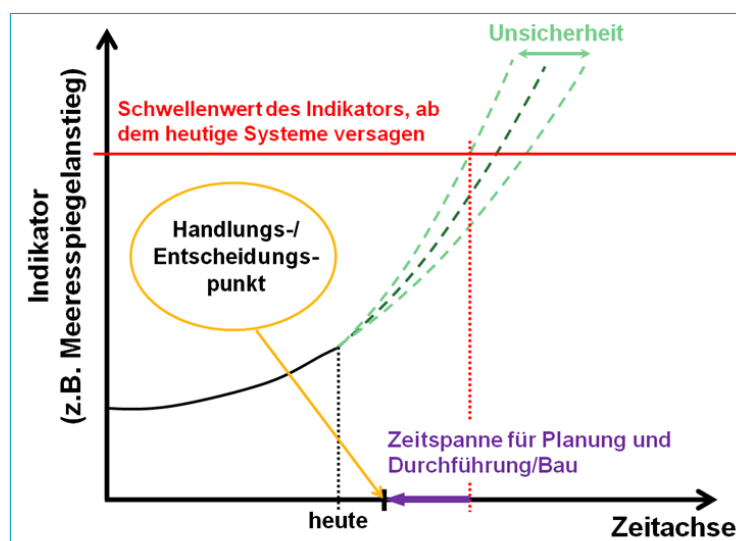 Unsicherheit
Schwellenwert des Indikators, ab
dem heutige Systeme versagen
Indikator
(z.B. Meeresspiegelanstieg)
Handlungs-/
Entscheidungs-
punkt
Zeitspanne für Planung und
Durchführung/Bau
heute
Zeitachse